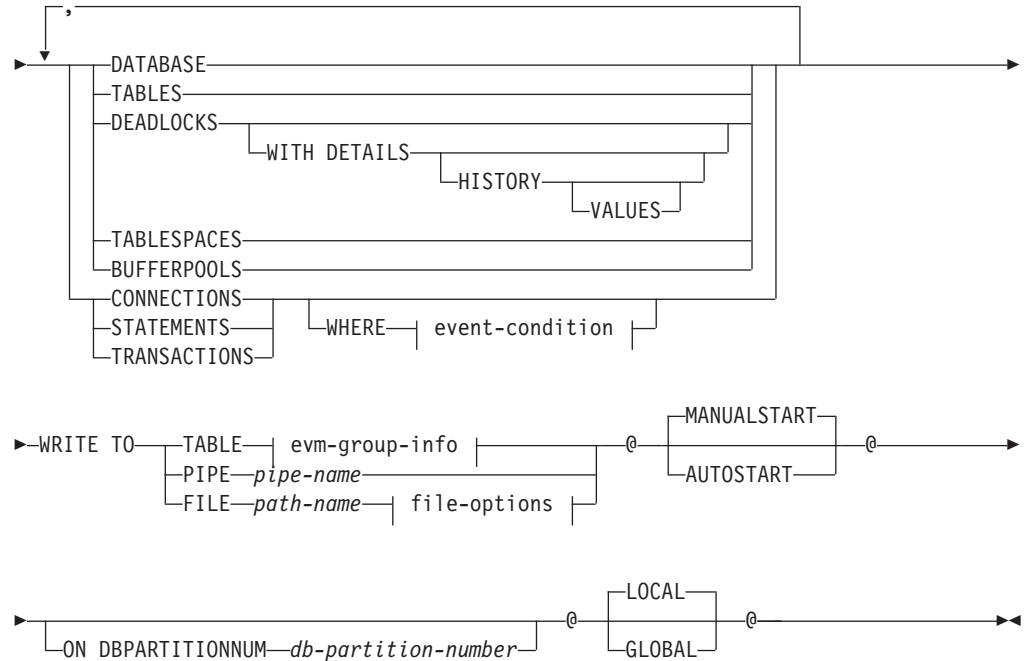 ,
DATABASE
TABLES
DEADLOCKS
WITH DETAILS
HISTORY
VALUES
TABLESPACES
BUFFERPOOLS
CONNECTIONS
STATEMENTS
WHERE event-condition
TRANSACTIONS
MANUALSTART
WRITE TO TABLE evm-group-info @ @
PIPE pipe-name AUTOSTART
FILE path-name file-options
LOCAL
@ @
ON DBPARTITIONNUM db-partition-number GLOBAL